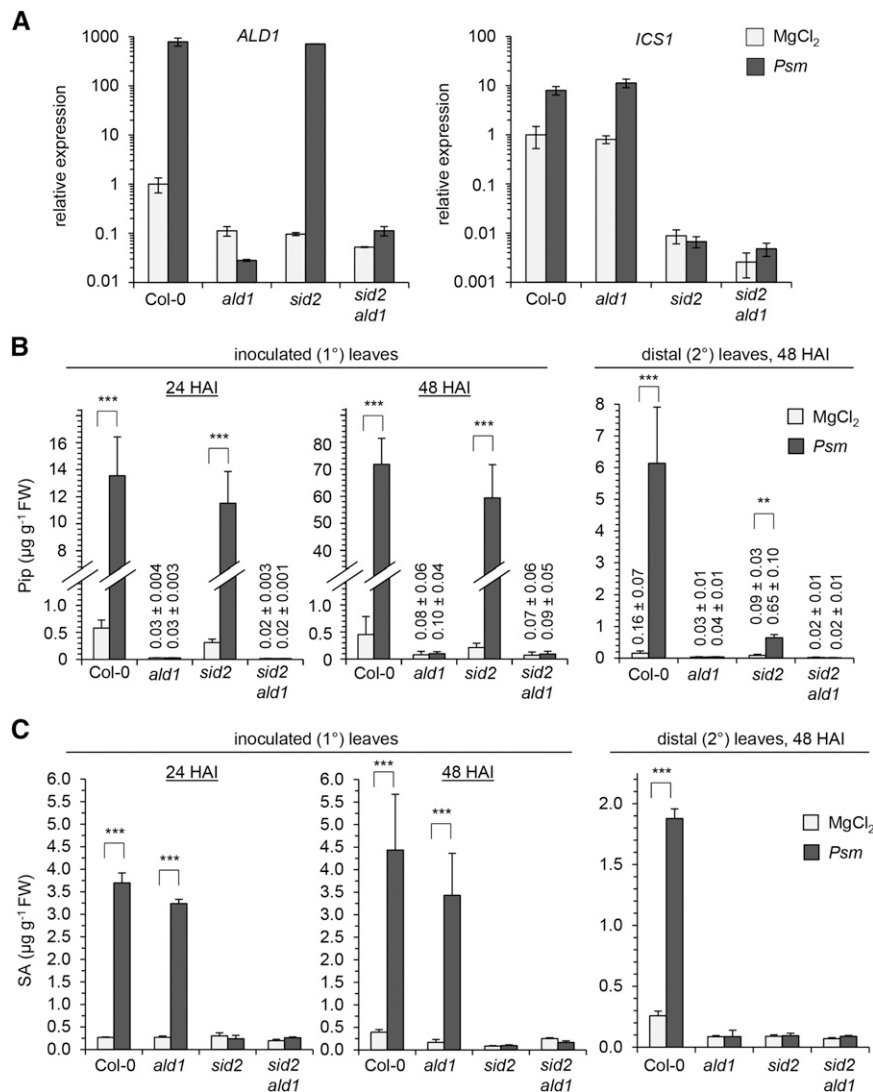 A
ALD1
ICS1
MgCl2
Psm
relative expression
1000
100
10
1
0.1
0.01
Col-0 ald1 sid2 sid2 ald1
relative expression
100
10
1
0.1
0.01
0.001
Col-0 ald1 sid2 sid2 ald1
B
inoculated (1°) leaves
distal (2°) leaves, 48 HAI
24 HAI
48 HAI
MgCl2
Psm
Pip (µg g-1 FW)
16
14
12
10
8
1.0
0.5
0
***
***
0.03 ± 0.004
0.03 ± 0.003
0.02 ± 0.003
0.02 ± 0.001
Col-0 ald1 sid2 sid2 ald1
80
70
60
50
40
1.0
0.5
0
***
***
0.08 ± 0.06
0.10 ± 0.04
0.07 ± 0.06
0.09 ± 0.05
Col-0 ald1 sid2 sid2 ald1
8
7
6
5
4
3
2
1
0
***
**
0.16 ± 0.07
0.03 ± 0.01
0.04 ± 0.01
0.09 ± 0.03
0.65 ± 0.10
0.02 ± 0.01
0.02 ± 0.01
Col-0 ald1 sid2 sid2 ald1
C
inoculated (1°) leaves
distal (2°) leaves, 48 HAI
24 HAI
48 HAI
MgCl2
Psm
SA (µg g-1 FW)
6.0
5.5
5.0
4.5
4.0
3.5
3.0
2.5
2.0
1.5
1.0
0.5
0.0
***
***
Col-0 ald1 sid2 sid2 ald1
6.0
5.5
5.0
4.5
4.0
3.5
3.0
2.5
2.0
1.5
1.0
0.5
0.0
***
***
Col-0 ald1 sid2 sid2 ald1
2.0
1.5
1.0
0.5
0.0
***
Col-0 ald1 sid2 sid2 ald1